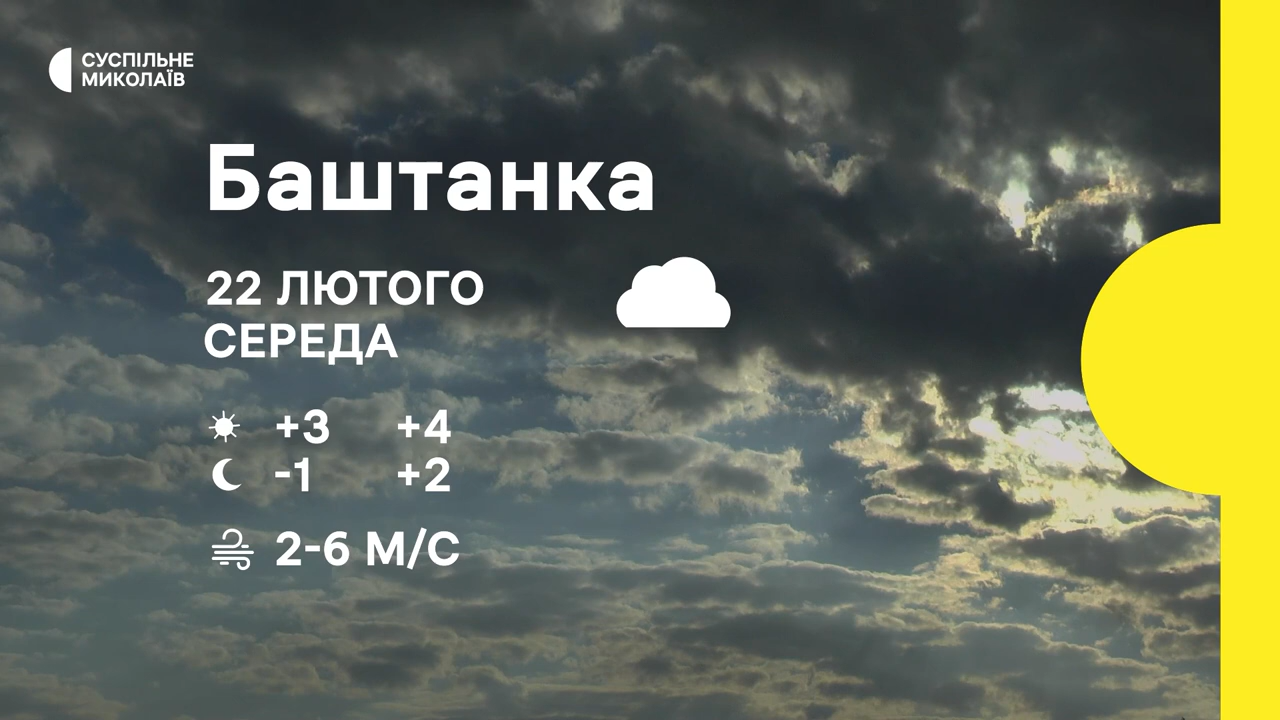 СУСПІЛЬНЕ
МИКОЛАЇВ
Баштанка
22 ЛЮТОГО
СЕРЕДА
+3 +4
-1 +2
2-6 М/С